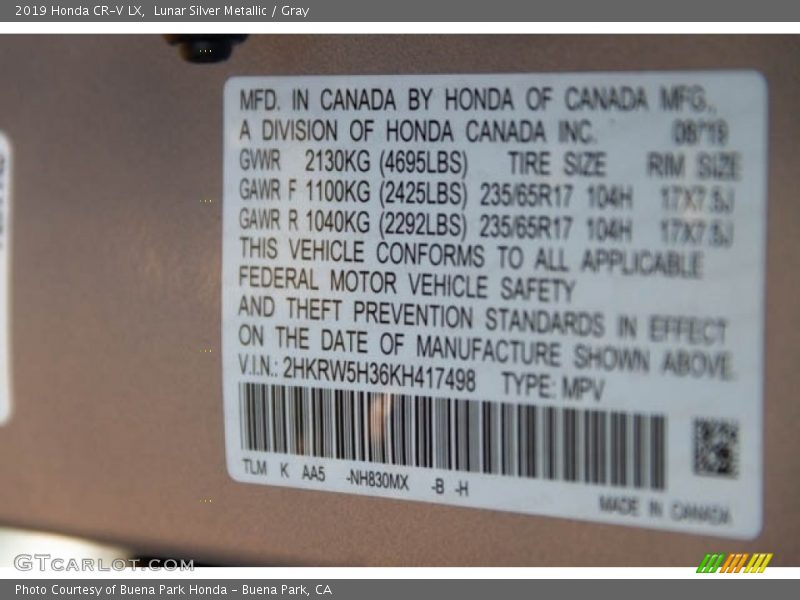 2019 Honda CR-V LX, Lunar Silver Metallic / Gray
MFD. IN CANADA BY HONDA OF CANADA MFG.,
A DIVISION OF HONDA CANADA INC. 08/19
GVWR 2130KG (4695LBS) TIRE SIZE RIM SIZE
GAWR F 1100KG (2425LBS) 235/65R17 104H 17X7.5J
GAWR R 1040KG (2292LBS) 235/65R17 104H 17X7.5J
THIS VEHICLE CONFORMS TO ALL APPLICABLE
FEDERAL MOTOR VEHICLE SAFETY
AND THEFT PREVENTION STANDARDS IN EFFECT
ON THE DATE OF MANUFACTURE SHOWN ABOVE.
V.I.N.: 2HKRW5H36KH417498 TYPE: MPV
TLM K AA5 -NH830MX -B -H
MADE IN CANADA
GTCarlot.com
Photo Courtesy of Buena Park Honda - Buena Park, CA